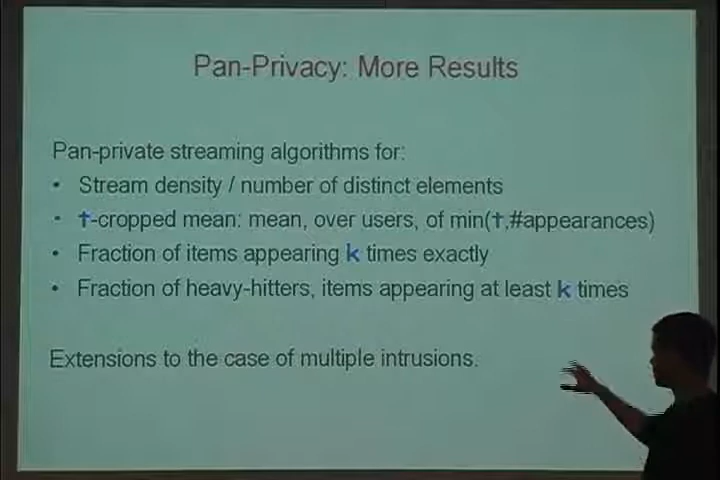 Pan-Privacy: More Results
Pan-private streaming algorithms for:
• Stream density / number of distinct elements
• t-cropped mean: mean, over users, of min(t,#appearances)
• Fraction of items appearing k times exactly
• Fraction of heavy-hitters, items appearing at least k times
Extensions to the case of multiple intrusions.